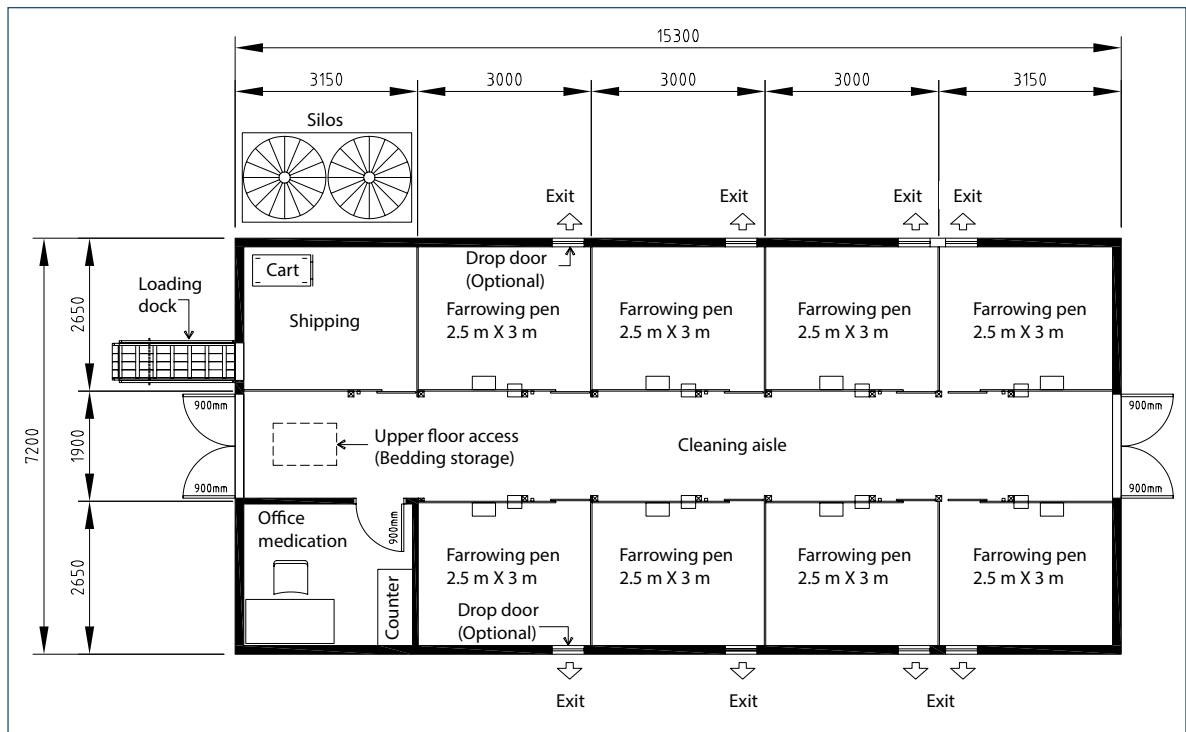 15300
3150
3000
3000
3000
3150
Silos
Exit
Exit
Exit
Exit
Drop door
(Optional)
Cart
Loading
dock
Shipping
Farrowing pen
2.5 m X 3 m
Farrowing pen
2.5 m X 3 m
Farrowing pen
2.5 m X 3 m
Farrowing pen
2.5 m X 3 m
7200
2650
1900
2650
900mm
900mm
900mm
900mm
Upper floor access
(Bedding storage)
Cleaning aisle
Office
medication
900mm
Counter
Farrowing pen
2.5 m X 3 m
Farrowing pen
2.5 m X 3 m
Farrowing pen
2.5 m X 3 m
Farrowing pen
2.5 m X 3 m
Drop door
(Optional)
Exit
Exit
Exit